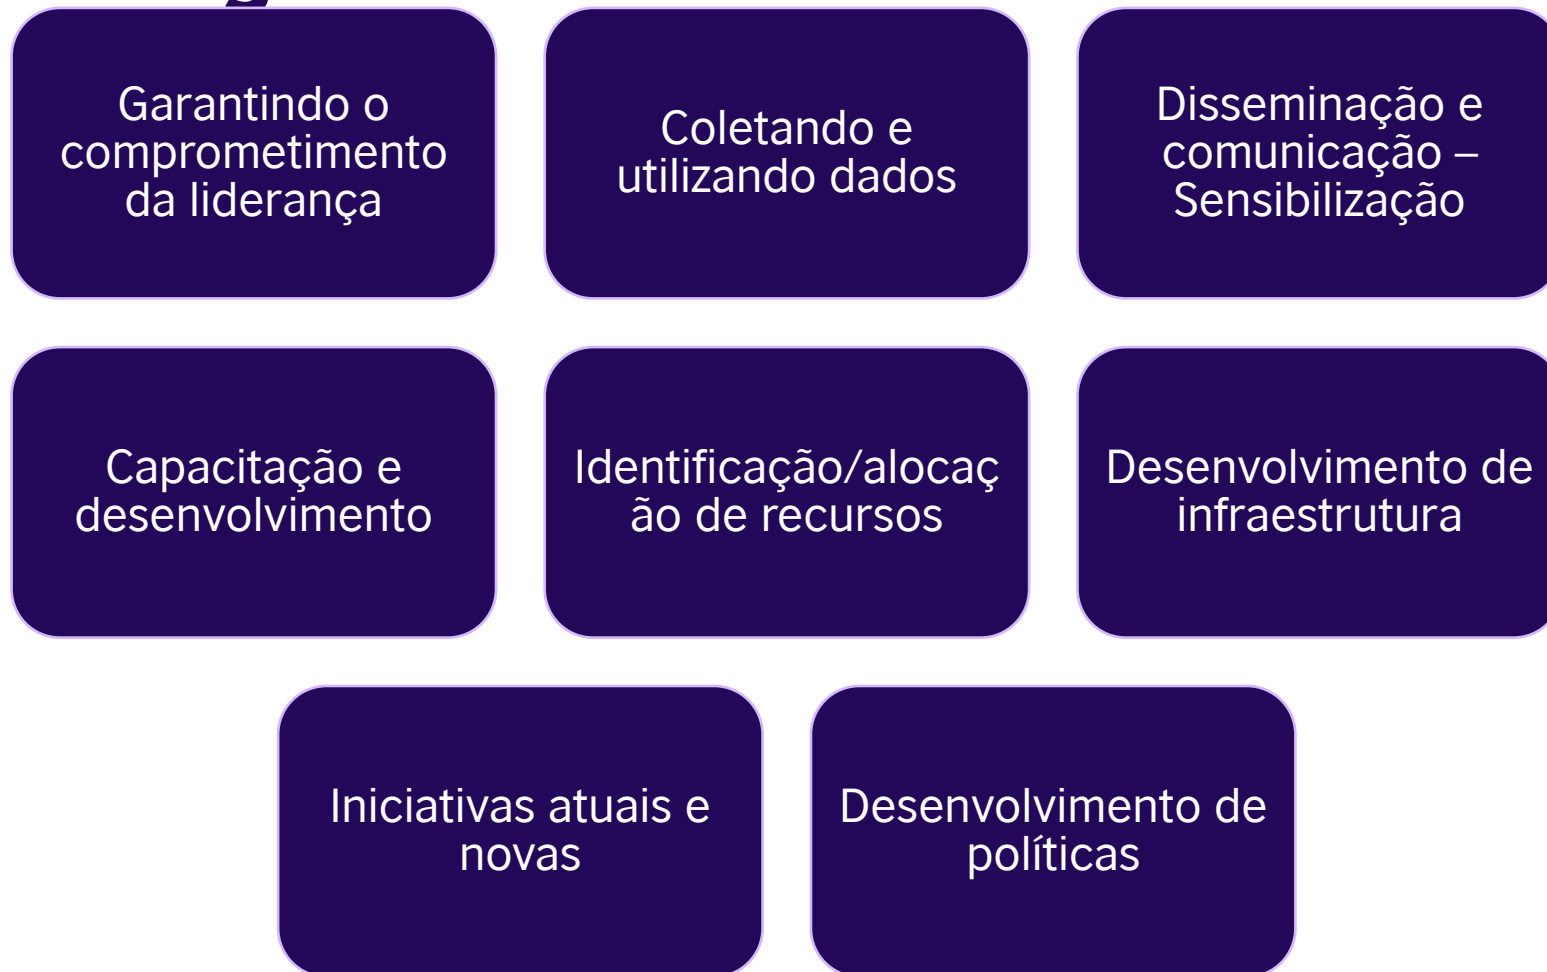 Garantindo o
comprometimento
da liderança
Coletando e
utilizando dados
Disseminação e
comunicação –
Sensibilização
Capacitação e
desenvolvimento
Identificação/alocaç
ão de recursos
Desenvolvimento de
infraestrutura
Iniciativas atuais e
novas
Desenvolvimento de
políticas